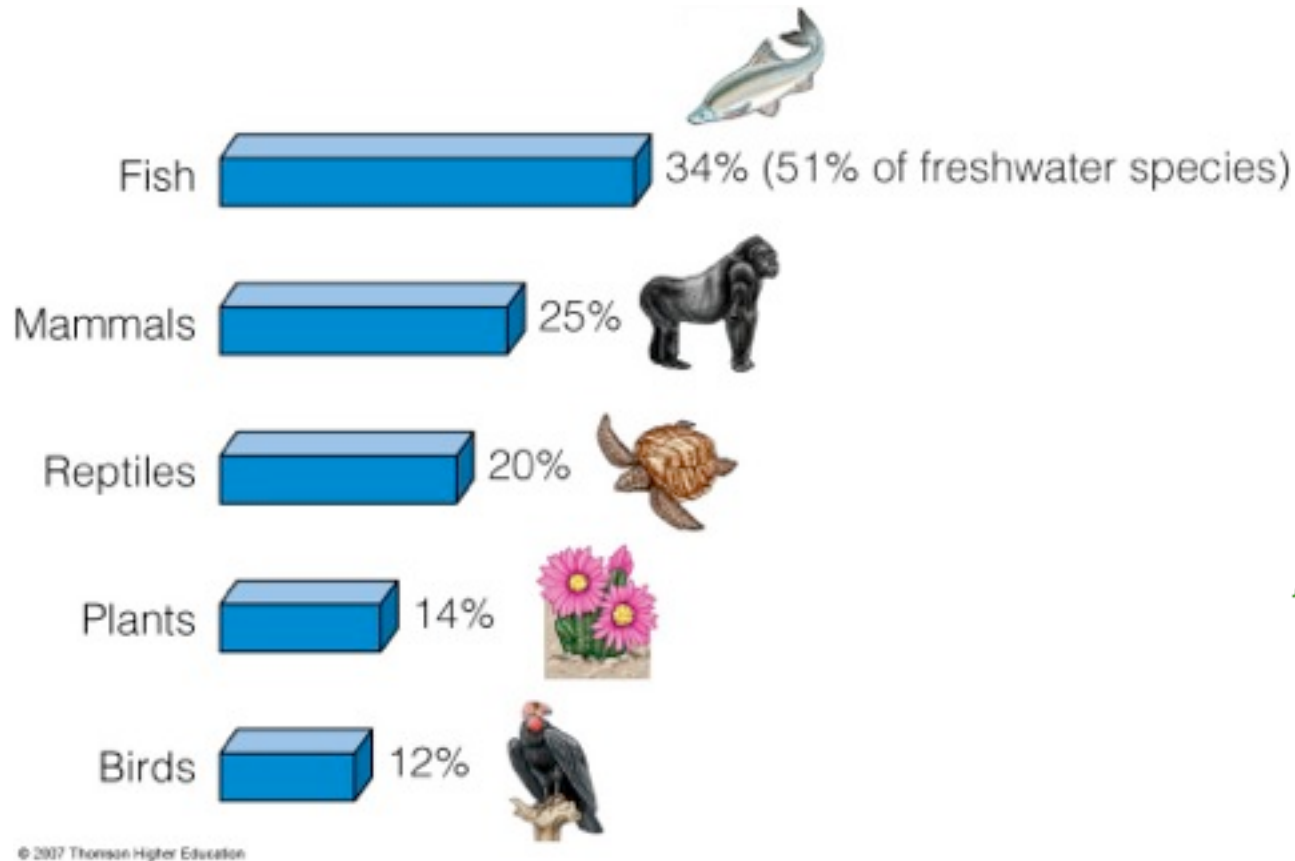 Fish
34% (51% of freshwater species)
Mammals
25%
Reptiles
20%
Plants
14%
Birds
12%
© 2007 Thomson Higher Education